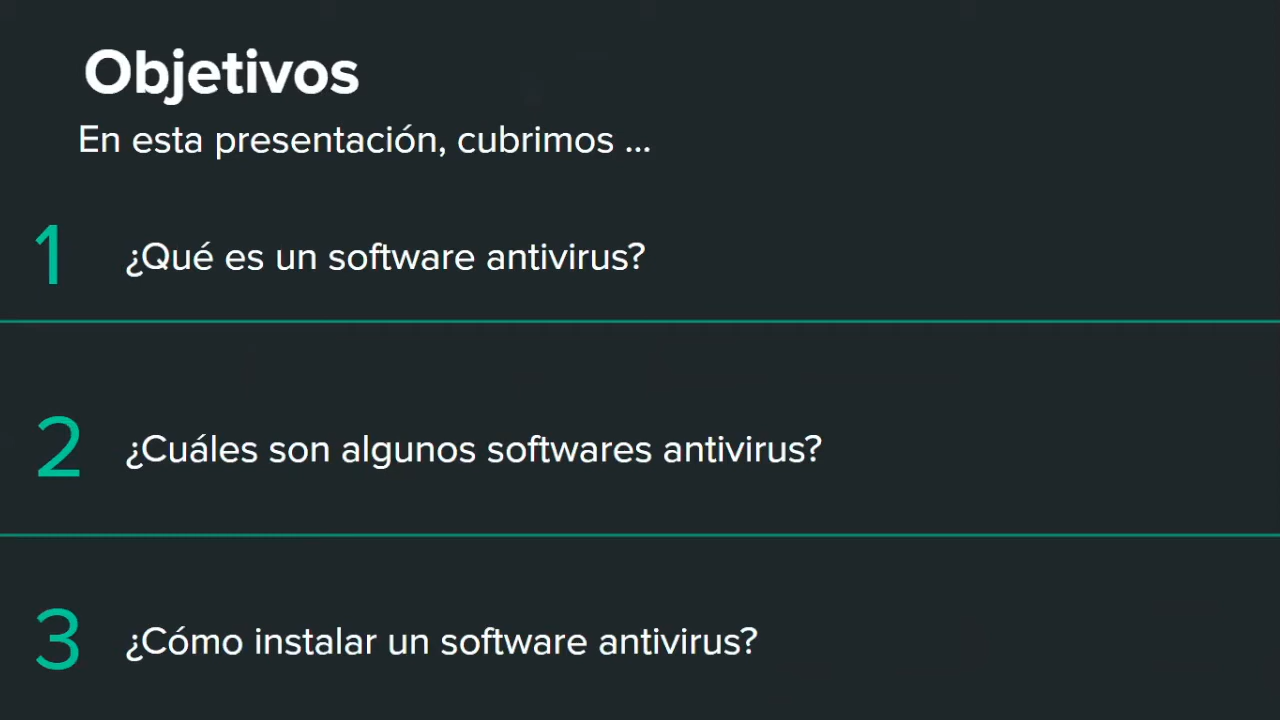 Objetivos
En esta presentación, cubrimos ...
1 ¿Qué es un software antivirus?
2 ¿Cuáles son algunos softwares antivirus?
3 ¿Cómo instalar un software antivirus?